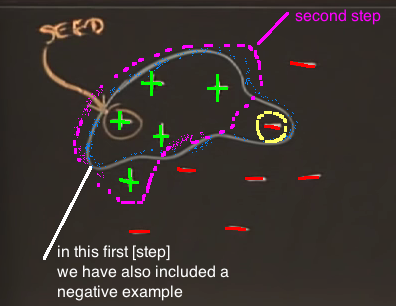 second step
SEED
in this first [step]
we have also included a
negative example